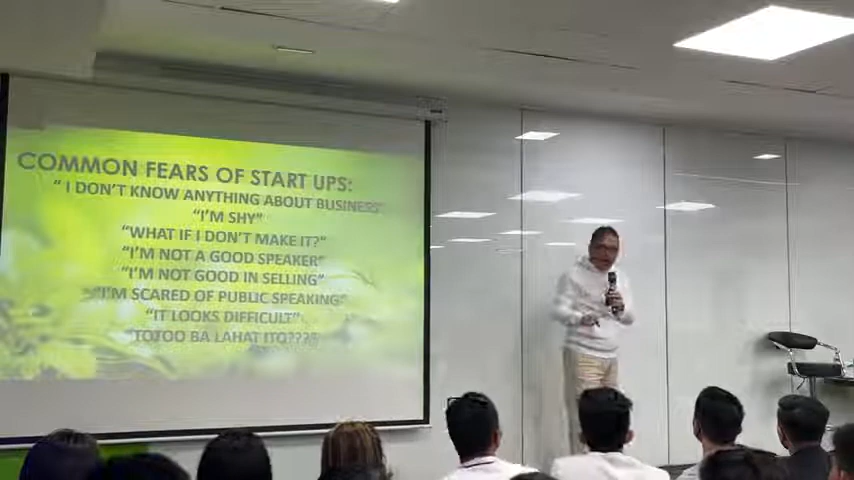 COMMON FEARS OF START UPS:
“ I DON’T KNOW ANYTHING ABOUT BUSINESS”
“I’M SHY”
“WHAT IF I DON’T MAKE IT?”
“I’M NOT A GOOD SPEAKER”
“I’M NOT GOOD IN SELLING”
“I’M SCARED OF PUBLIC SPEAKING”
“IT LOOKS DIFFICULT”
“TOTOO BA LAHAT ITO???”